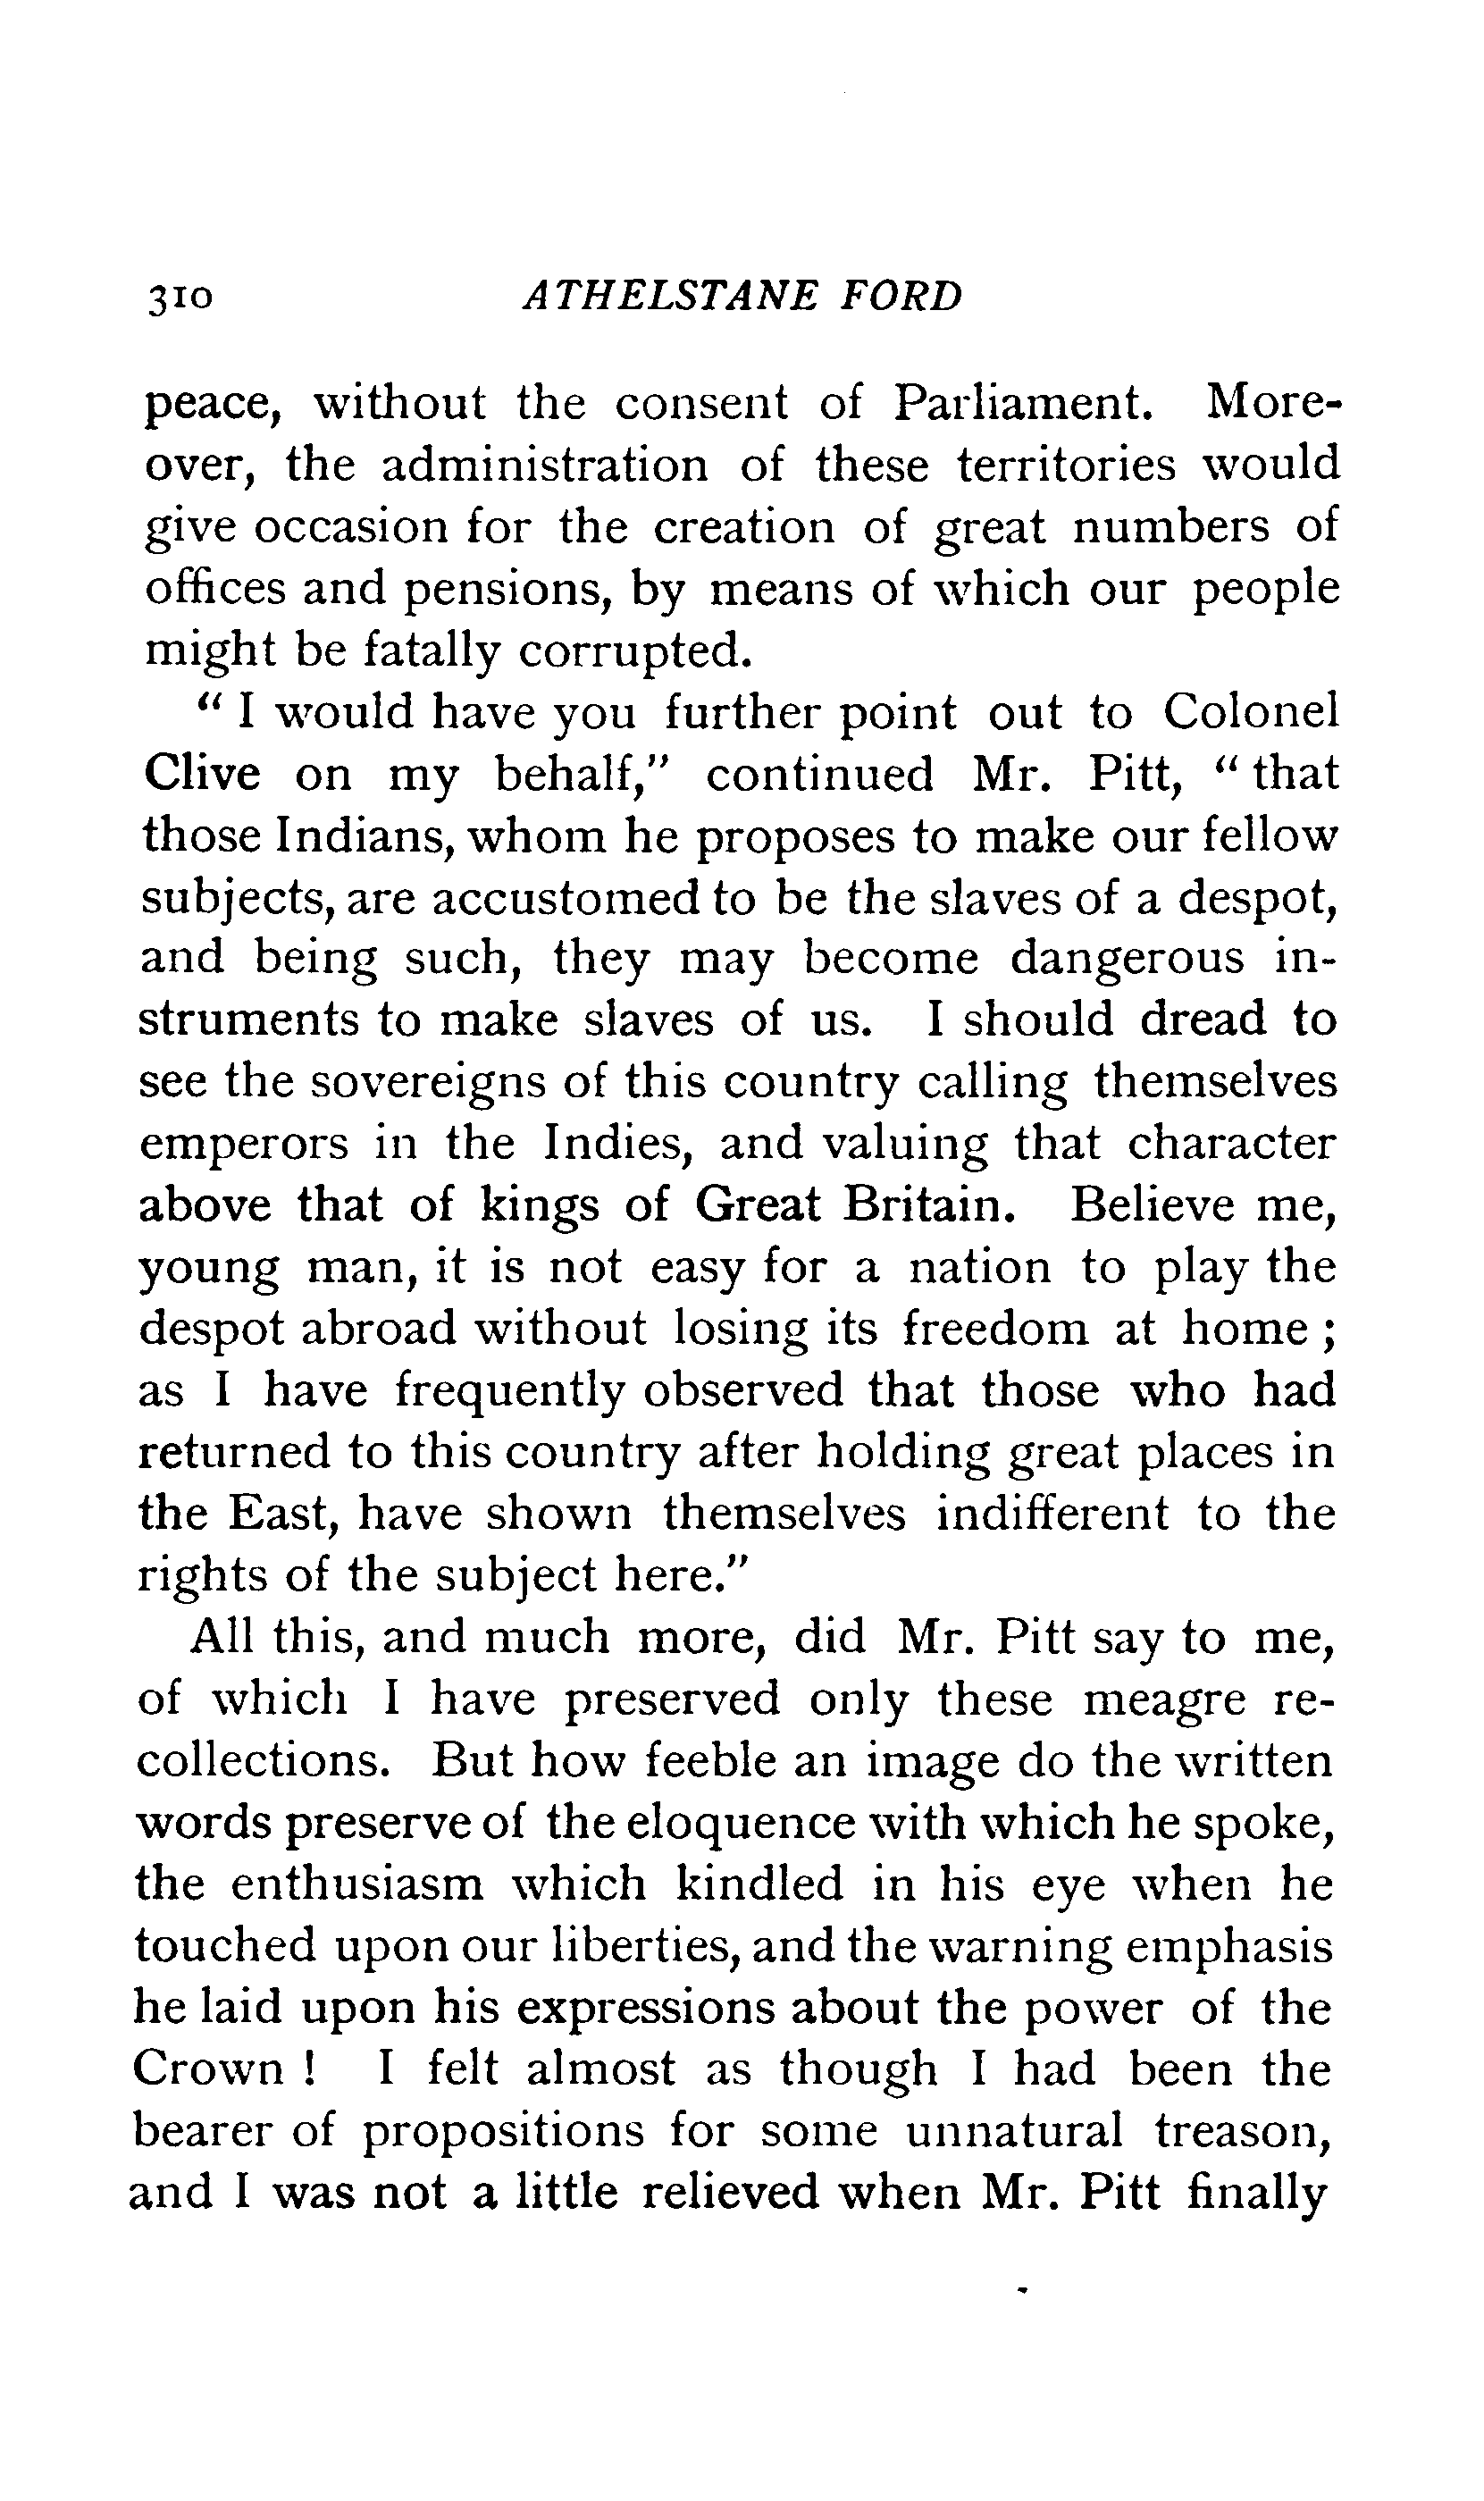 310 ATHELSTANE FORD
peace, without the consent of Parliament. More-
over, the administration of these territories would
give occasion for the creation of great numbers of
offices and pensions, by means of which our people
might be fatally corrupted.
" I would have you further point out to Colonel
Clive on my behalf," continued Mr. Pitt, " that
those Indians, whom he proposes to make our fellow
subjects, are accustomed to be the slaves of a despot,
and being such, they may become dangerous in-
struments to make slaves of us. I should dread to
see the sovereigns of this country calling themselves
emperors in the Indies, and valuing that character
above that of kings of Great Britain. Believe me,
young man, it is not easy for a nation to play the
despot abroad without losing its freedom at home ;
as I have frequently observed that those who had
returned to this country after holding great places in
the East, have shown themselves indifferent to the
rights of the subject here."
All this, and much more, did Mr. Pitt say to me,
of which I have preserved only these meagre re-
collections. But how feeble an image do the written
words preserve of the eloquence with which he spoke,
the enthusiasm which kindled in his eye when he
touched upon our liberties, and the warning emphasis
he laid upon his expressions about the power of the
Crown ! I felt almost as though I had been the
bearer of propositions for some unnatural treason,
and I was not a little relieved when Mr. Pitt finally